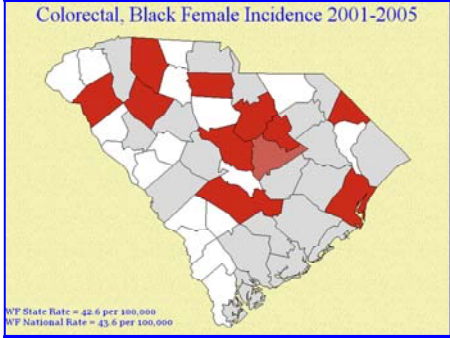 Colorectal, Black Female Incidence 2001-2005
WF State Rate = 42.6 per 100,000
WF National Rate = 43.6 per 100,000